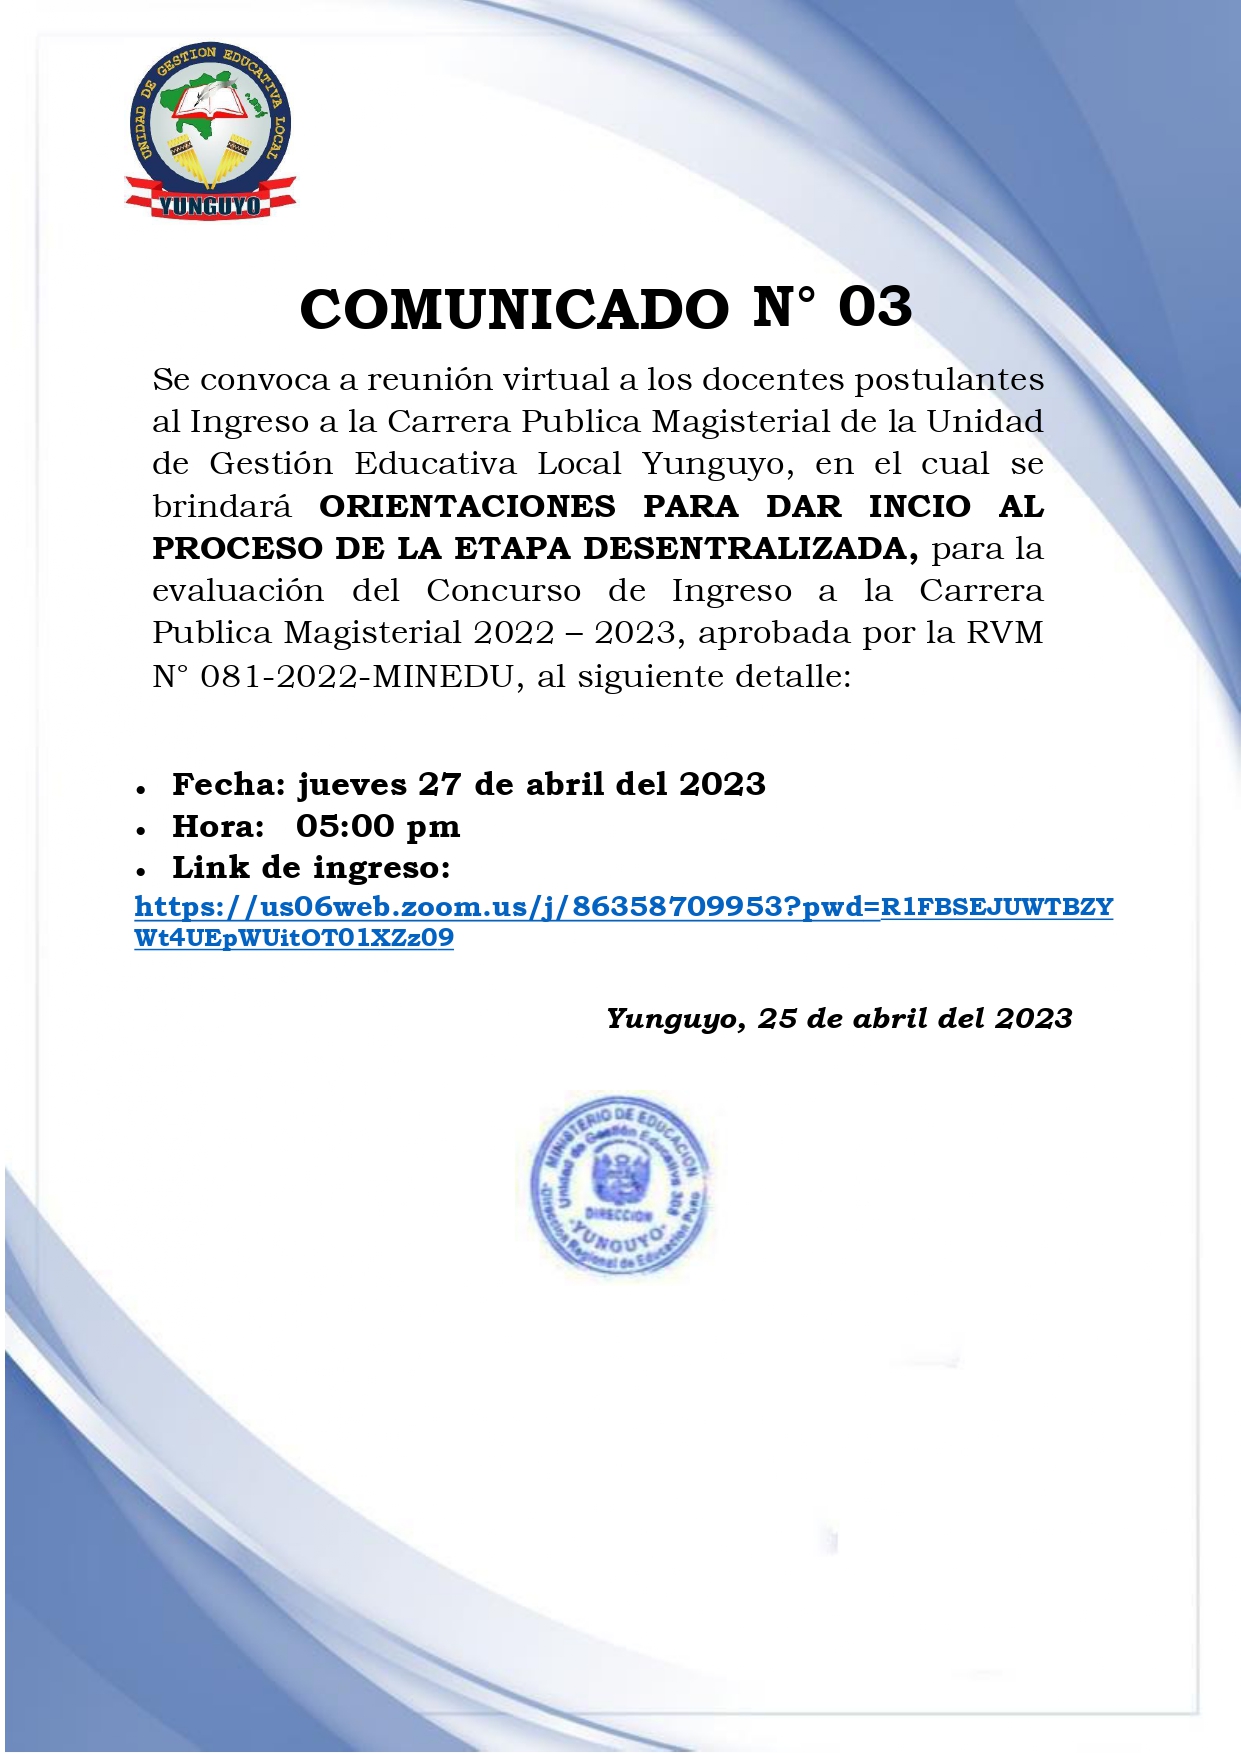 UNIDAD DE GESTION EDUCATIVA LOCAL
YUNGUYO
COMUNICADO N° 03
Se convoca a reunión virtual a los docentes postulantes
al Ingreso a la Carrera Publica Magisterial de la Unidad
de Gestión Educativa Local Yunguyo, en el cual se
brindará ORIENTACIONES PARA DAR INCIO AL
PROCESO DE LA ETAPA DESENTRALIZADA, para la
evaluación del Concurso de Ingreso a la Carrera
Publica Magisterial 2022 – 2023, aprobada por la RVM
N° 081-2022-MINEDU, al siguiente detalle:
• Fecha: jueves 27 de abril del 2023
• Hora: 05:00 pm
• Link de ingreso:
https://us06web.zoom.us/j/86358709953?pwd=R1FBSEJUWTBZY
Wt4UEpWUitOT01XZz09
Yunguyo, 25 de abril del 2023
MINISTERIO DE EDUCACION
Unidad de Gestión Educativa 308
DIRECCION
-YUNGUYO-
-Direccion Regional de Educacion Puno